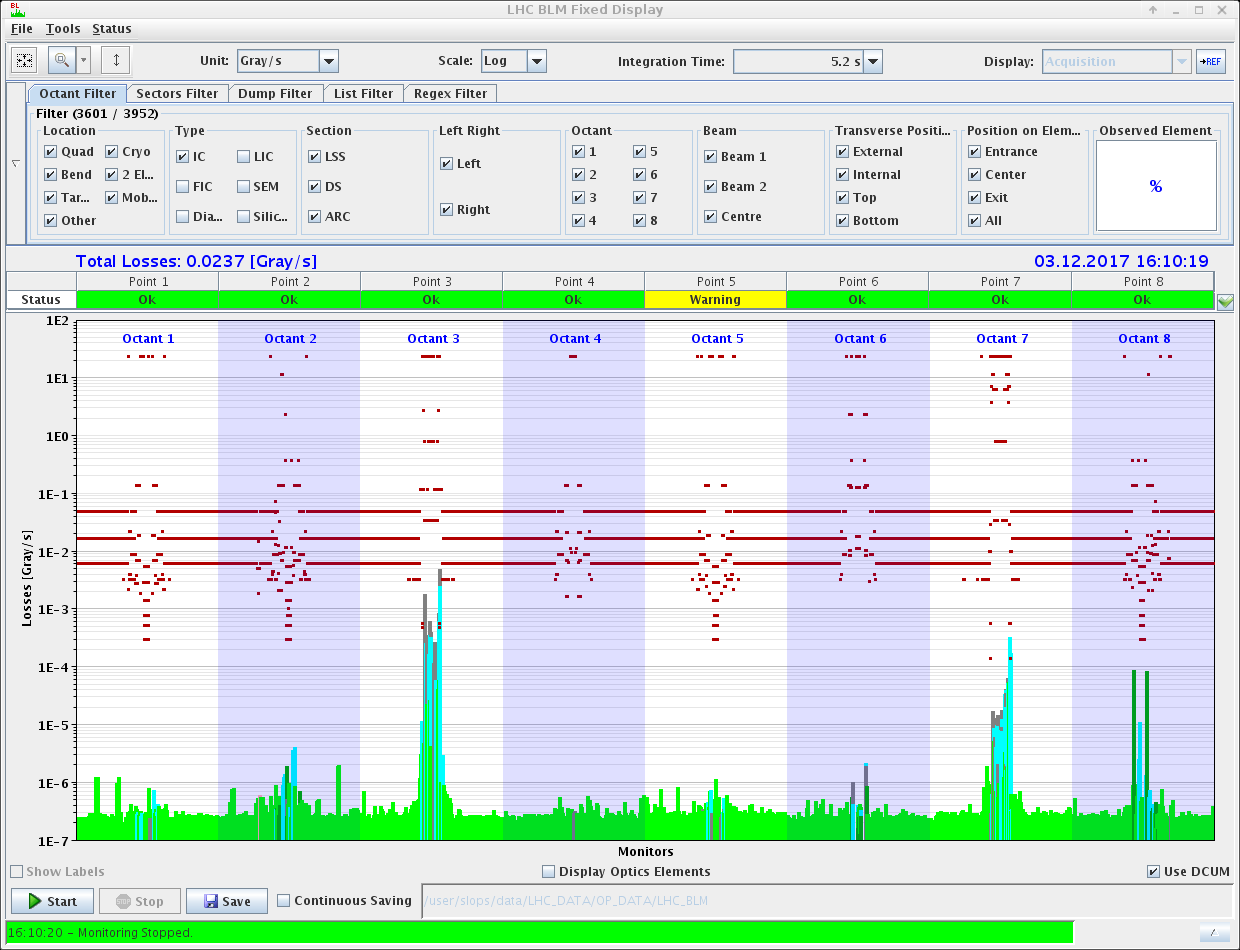 BL
LHC BLM Fixed Display
File Tools Status
Unit: Gray/s Scale: Log Integration Time: 5.2 s Display: Acquisition →REF
Octant Filter Sectors Filter Dump Filter List Filter Regex Filter
Filter (3601 / 3952)
Location Type Section Left Right Octant Beam Transverse Positi... Position on Elem... Observed Element
Quad Cryo IC LIC LSS Left 1 5 Beam 1 External Entrance
Bend 2 El... FIC SEM DS 2 6 Beam 2 Internal Center %
Tar... Mob... Dia... Silic... ARC Right 3 7 Centre Top Exit
Other 4 8 Bottom All
Total Losses: 0.0237 [Gray/s] 03.12.2017 16:10:19
Point 1 Point 2 Point 3 Point 4 Point 5 Point 6 Point 7 Point 8
Status Ok Ok Ok Ok Warning Ok Ok Ok
1E2
Octant 1 Octant 2 Octant 3 Octant 4 Octant 5 Octant 6 Octant 7 Octant 8
1E1
1E0
1E-1
1E-2
Losses [Gray/s]
1E-3
1E-4
1E-5
1E-6
1E-7
Monitors
Show Labels Display Optics Elements Use DCUM
Start Stop Save Continuous Saving /user/slops/data/LHC_DATA/OP_DATA/LHC_BLM
16:10:20 - Monitoring Stopped.